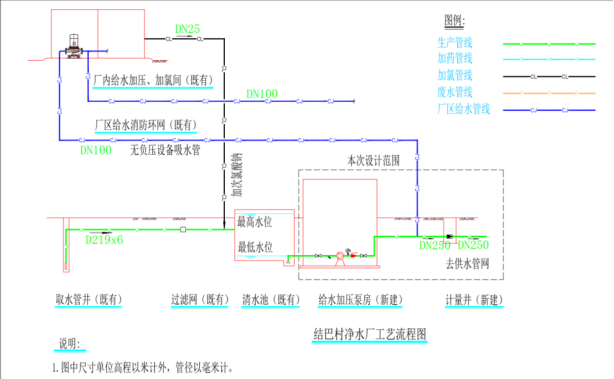 DN25
图例:
生产管线
加药管线
加氯管线
CL
废水管线
厂区给水管线
厂内给水加压、加氯间（既有）
DN100
厂区给水消防环网（既有）
DN100
无负压设备吸水管
加次氯酸钠
本次设计范围
最高水位
D219x6
最低水位
DN250
DN250
去供水管网
取水管井（既有）
过滤网（既有）
清水池（既有）
给水加压泵房（新建）
计量井（新建）
结巴村净水厂工艺流程图
说明:
1.图中尺寸单位高程以米计外，管径以毫米计。